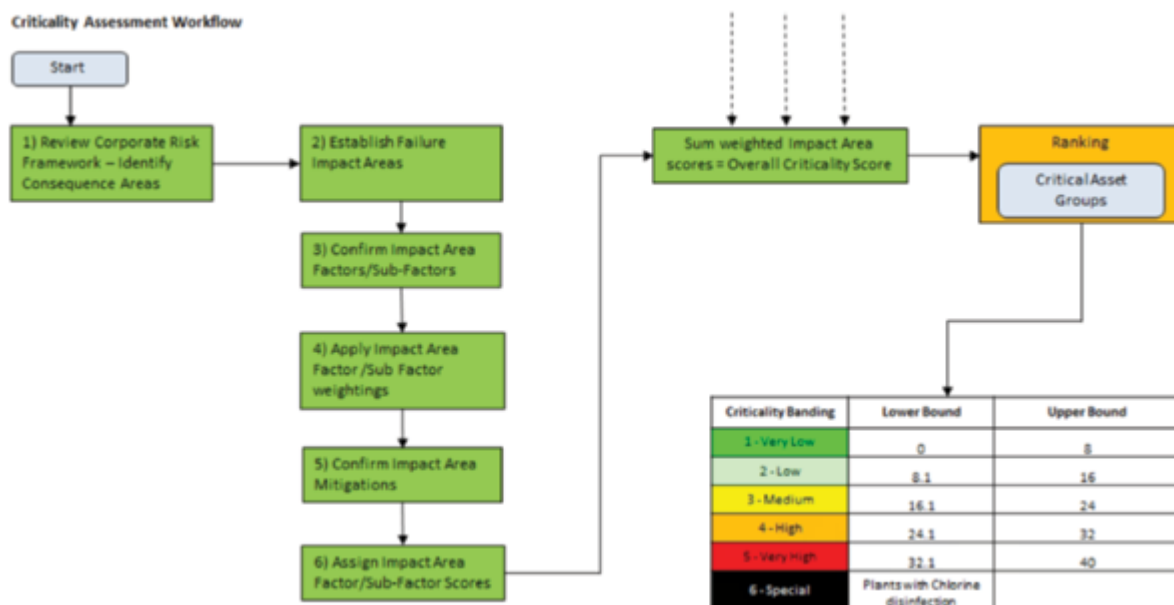 Criticality Assessment Workflow
Start
1) Review Corporate Risk
Framework – Identify
Consequence Areas
2) Establish Failure
Impact Areas
3) Confirm Impact Area
Factors/Sub-Factors
4) Apply Impact Area
Factor /Sub Factor
weightings
5) Confirm Impact Area
Mitigations
6) Assign Impact Area
Factor/Sub-Factor Scores
Sum weighted Impact Area
scores = Overall Criticality Score
Ranking
Critical Asset
Groups
Criticality Banding Lower Bound Upper Bound
1 - Very Low 0 8
2 - Low 8.1 16
3 - Medium 16.1 24
4 - High 24.1 32
5 - Very High 32.1 40
6 - Special Plants with Chlorine
disinfection